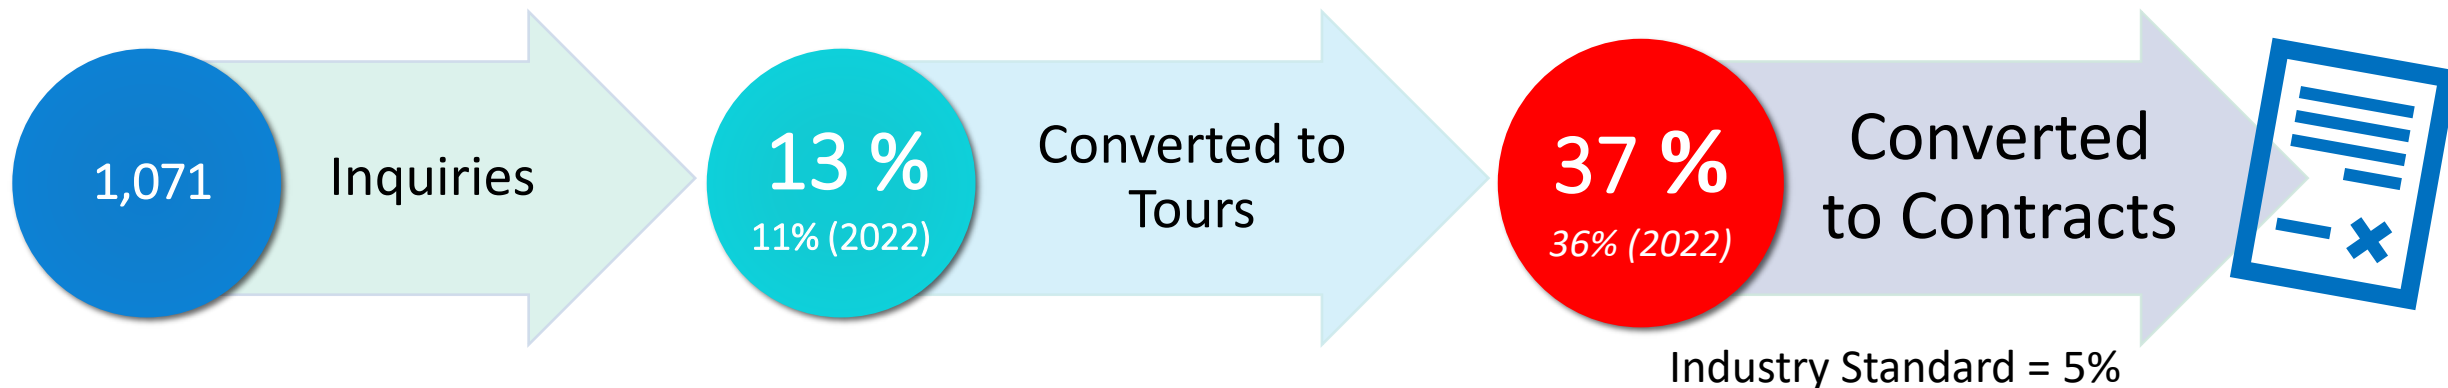 1,071
Inquiries
13 %
11% (2022)
Converted to
Tours
37 %
36% (2022)
Converted
to Contracts
Industry Standard = 5%